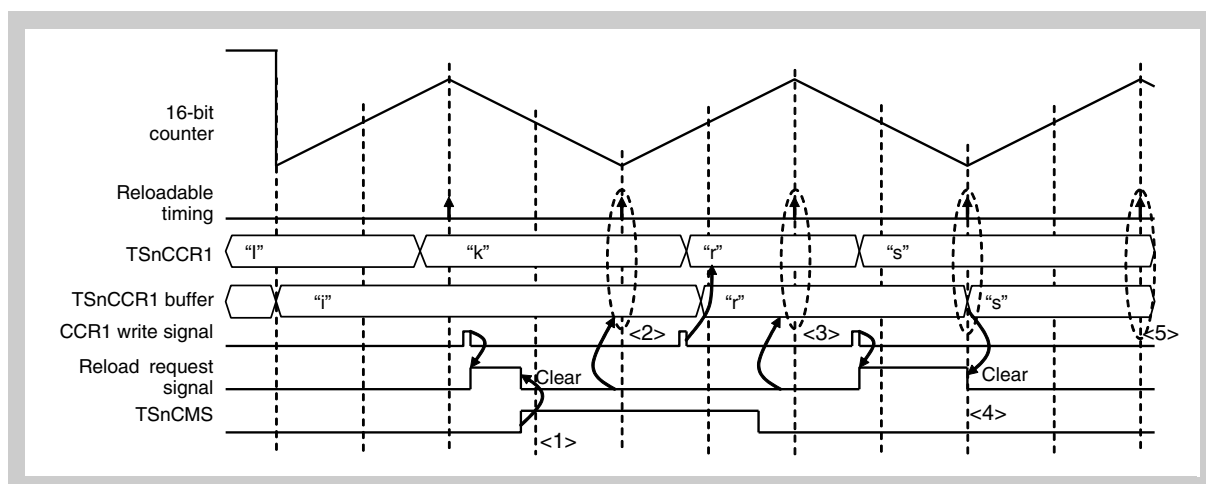 16-bit
counter
Reloadable
timing
TSnCCR1
"I"
"k"
"r"
"s"
TSnCCR1 buffer
"i"
"r"
"s"
CCR1 write signal
<2>
<3>
<5>
Reload request
signal
Clear
Clear
TSnCMS
<1>
<4>